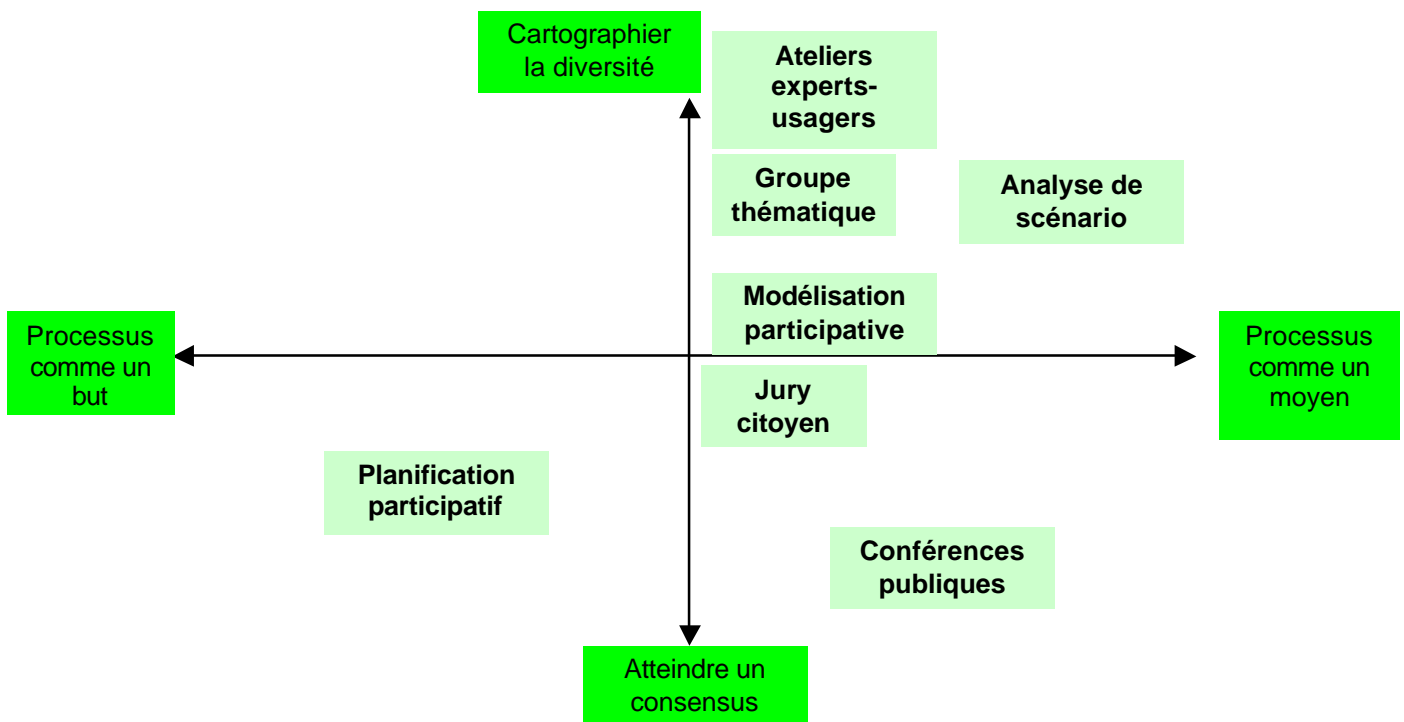 Cartographier
la diversité
Ateliers
experts-
usagers
Groupe
thématique
Analyse de
scénario
Modélisation
participative
Processus
comme un
but
Processus
comme un
moyen
Jury
citoyen
Planification
participatif
Conférences
publiques
Atteindre un
consensus